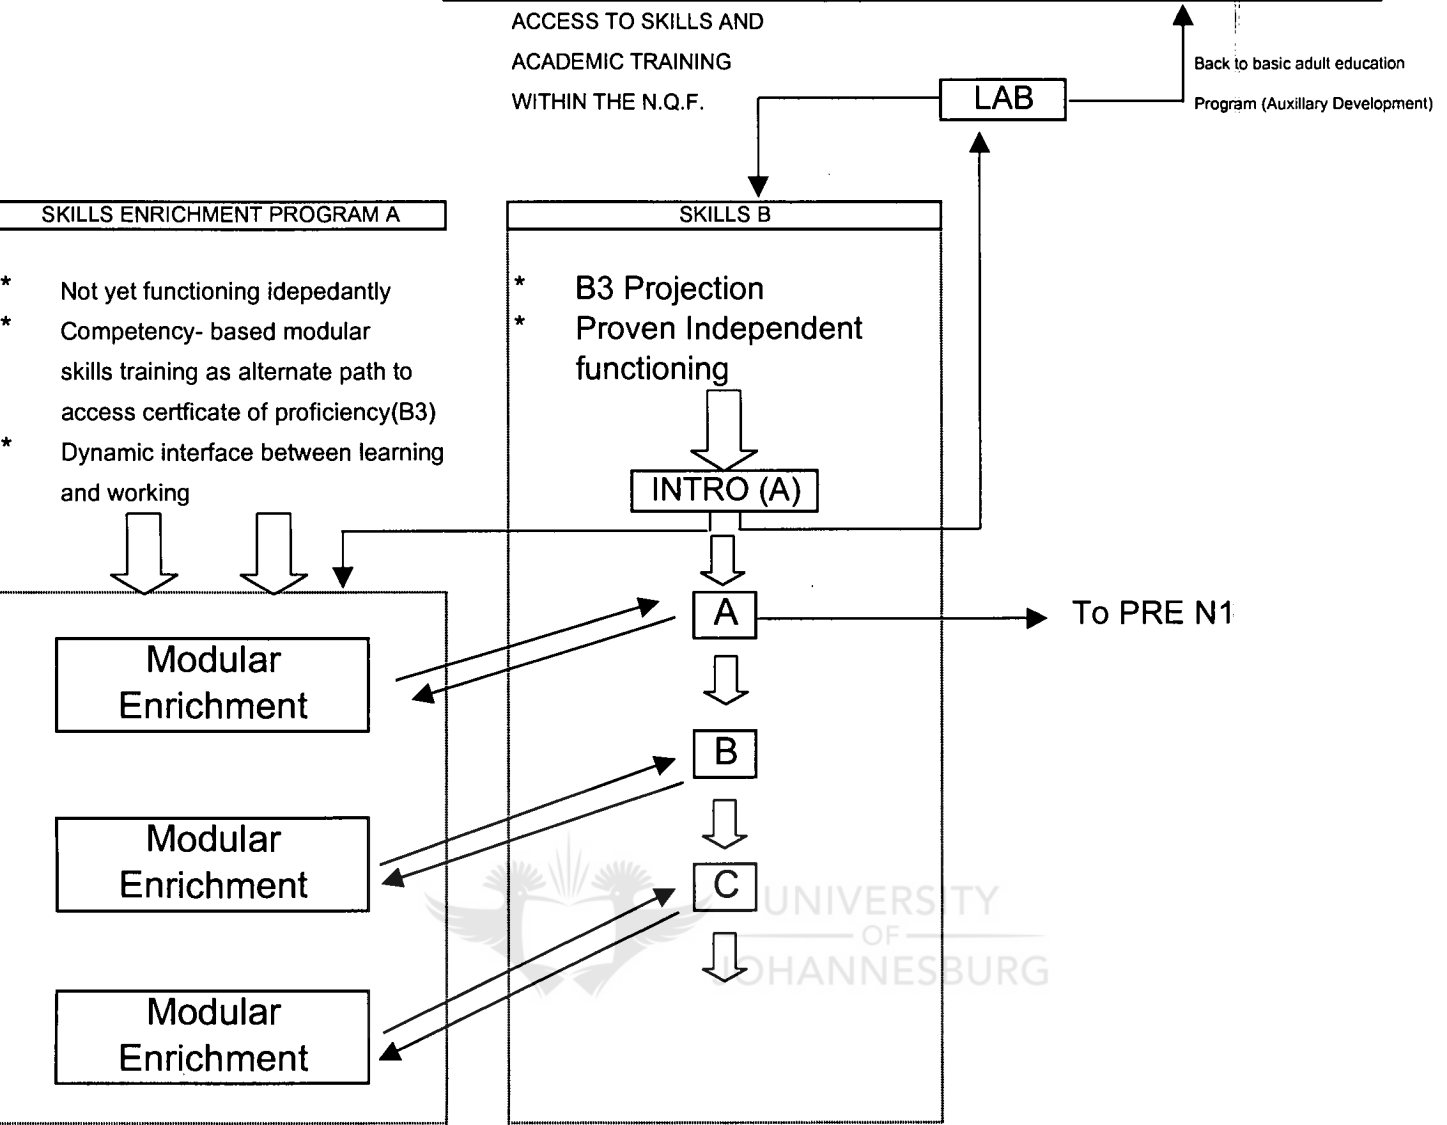 ACCESS TO SKILLS AND
ACADEMIC TRAINING
WITHIN THE N.Q.F.
LAB
Back to basic adult education
Program (Auxillary Development)
SKILLS ENRICHMENT PROGRAM A
* Not yet functioning idepedantly
* Competency- based modular
skills training as alternate path to
access certficate of proficiency(B3)
* Dynamic interface between learning
and working
SKILLS B
* B3 Projection
* Proven Independent
functioning
INTRO (A)
A
To PRE N1
Modular
Enrichment
B
Modular
Enrichment
C
Modular
Enrichment
UNIVERSITY
OF
JOHANNESBURG